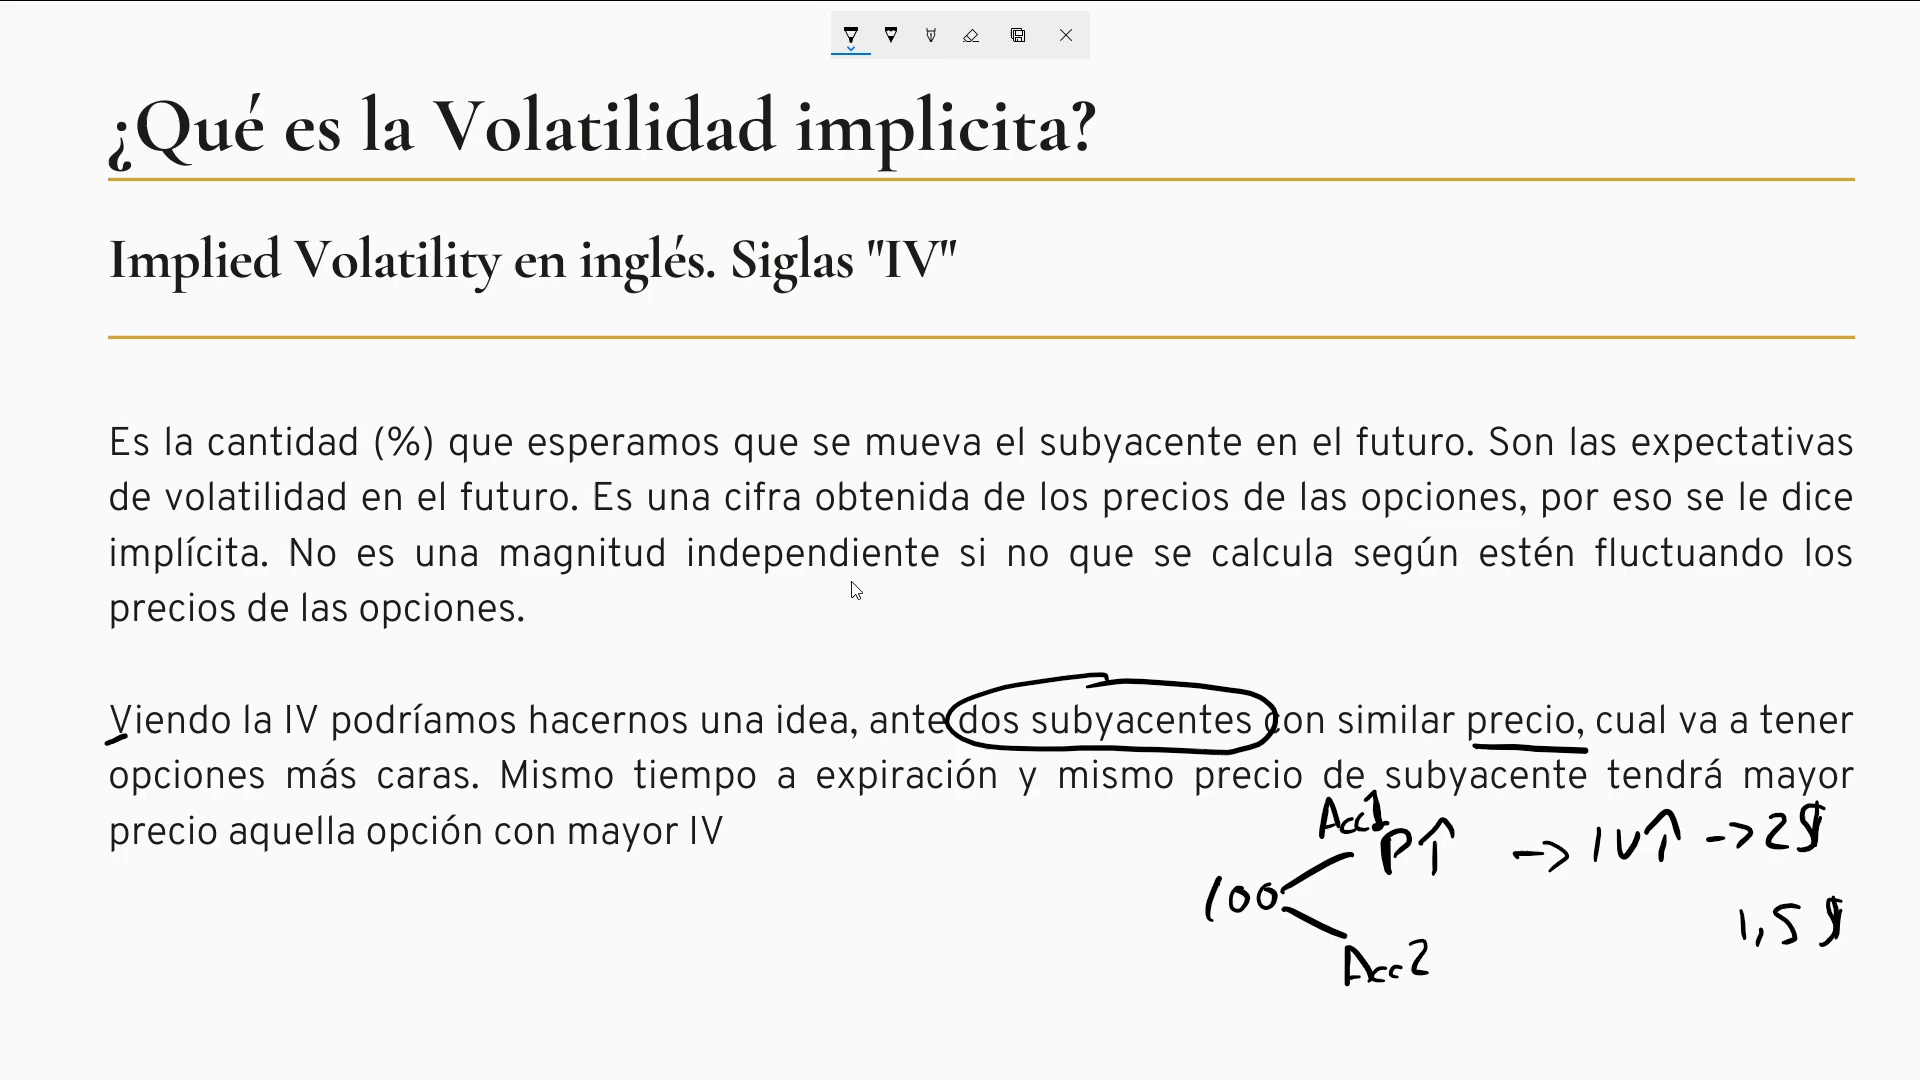 ¿Qué es la Volatilidad implicita?
Implied Volatility en inglés. Siglas "IV"
Es la cantidad (%) que esperamos que se mueva el subyacente en el futuro. Son las expectativas
de volatilidad en el futuro. Es una cifra obtenida de los precios de las opciones, por eso se le dice
implícita. No es una magnitud independiente si no que se calcula según estén fluctuando los
precios de las opciones.
Viendo la IV podríamos hacernos una idea, ante dos subyacentes con similar precio, cual va a tener
opciones más caras. Mismo tiempo a expiración y mismo precio de subyacente tendrá mayor
precio aquella opción con mayor IV
Acc1
P↑ -> IV↑ -> 2$
100
1,5$
Acc2